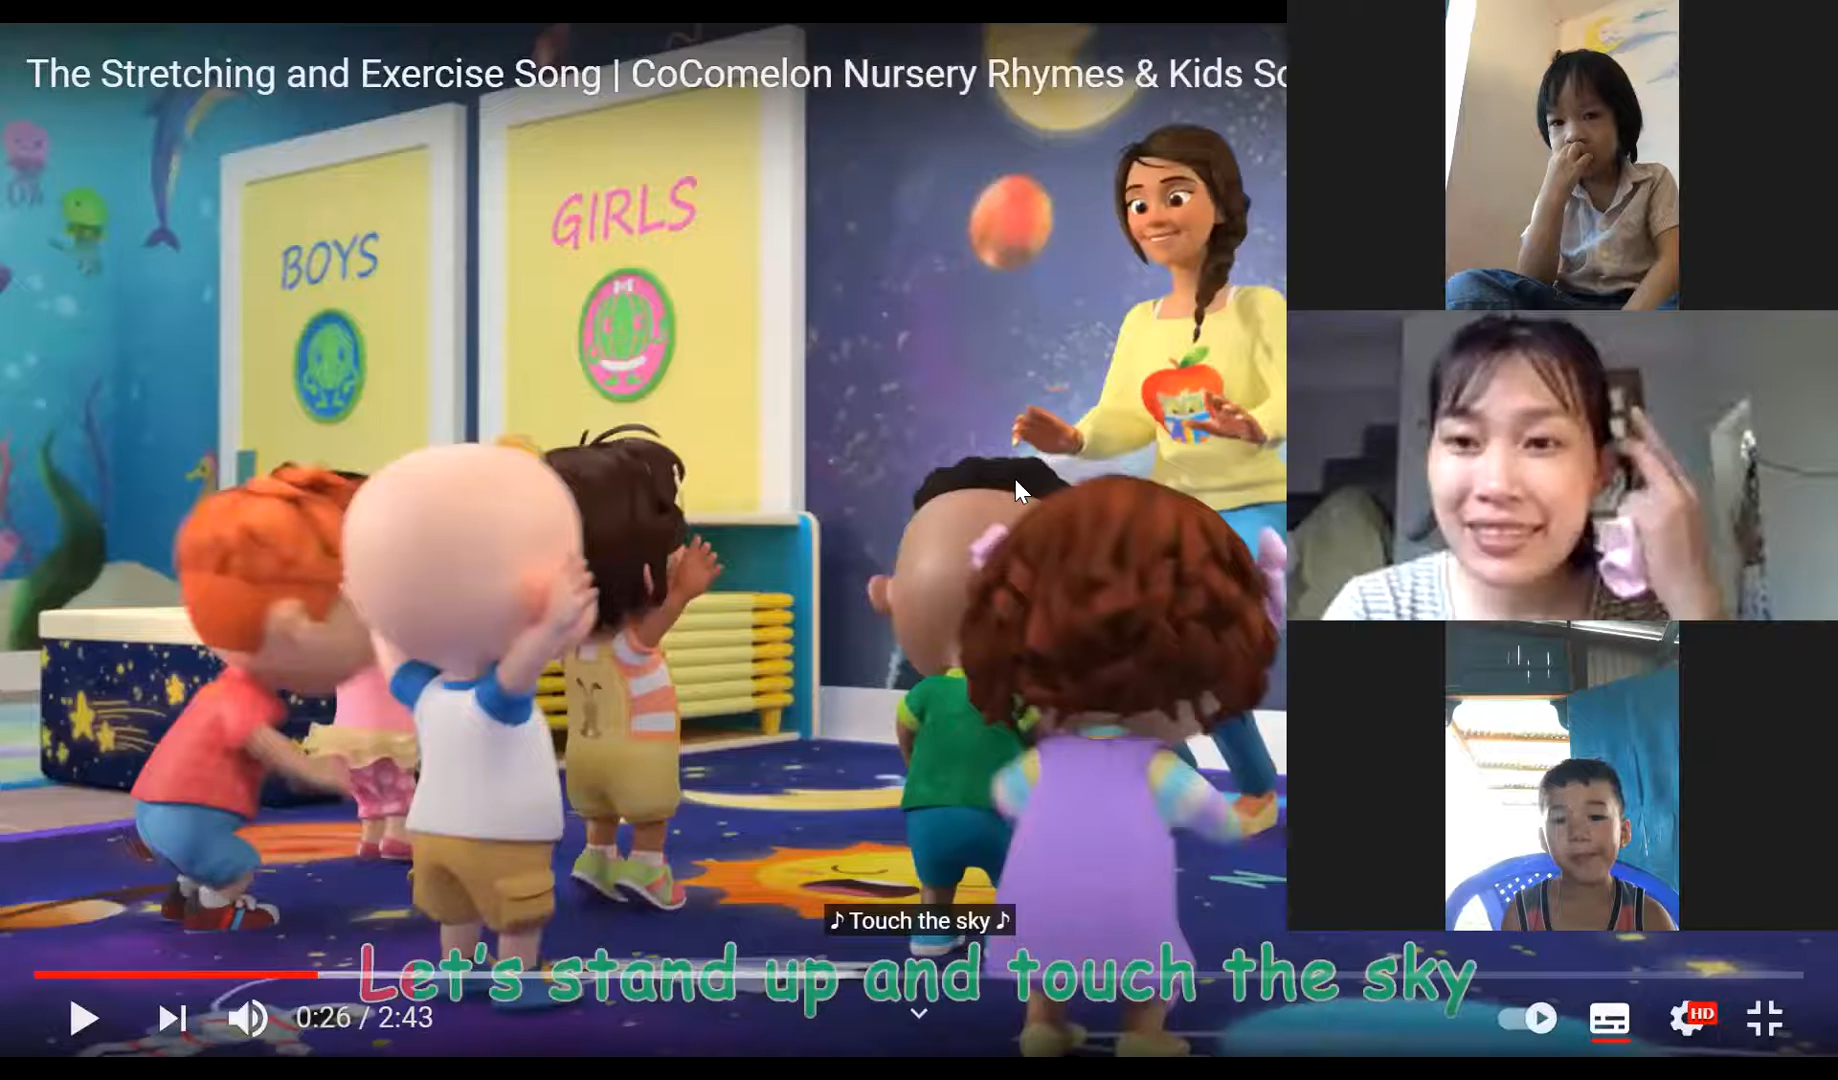 The Stretching and Exercise Song | CoComelon Nursery Rhymes & Kids So
BOYS
GIRLS
♪ Touch the sky ♪
Let's stand up and touch the sky
0:26 / 2:43
HD